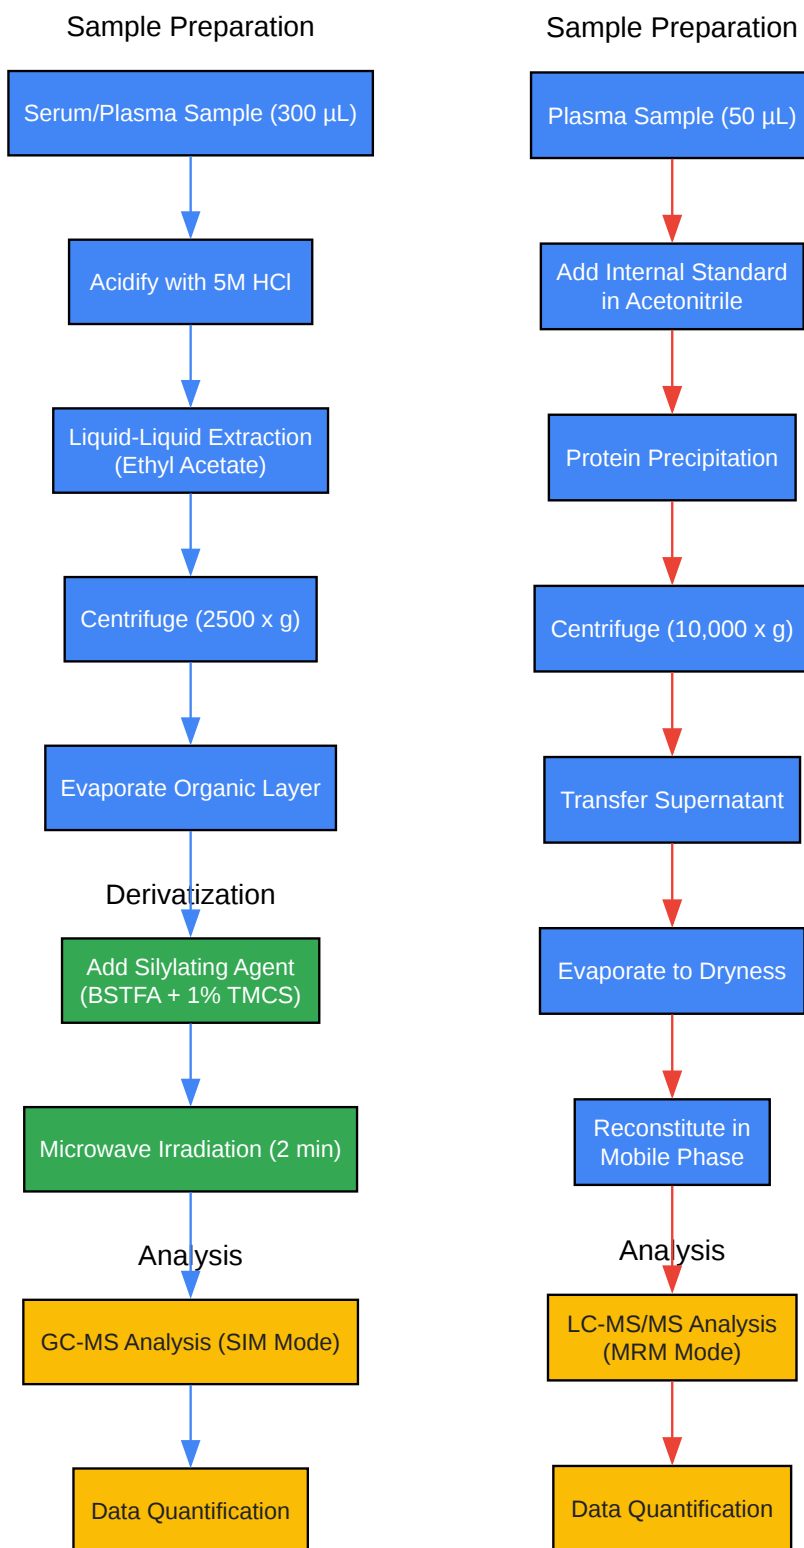 Sample Preparation
Serum/Plasma Sample (300 µL)
Acidify with 5M HCl
Liquid-Liquid Extraction
(Ethyl Acetate)
Centrifuge (2500 x g)
Evaporate Organic Layer
Derivatization
Add Silylating Agent
(BSTFA + 1% TMCS)
Microwave Irradiation (2 min)
Analysis
GC-MS Analysis (SIM Mode)
Data Quantification
Sample Preparation
Plasma Sample (50 µL)
Add Internal Standard
in Acetonitrile
Protein Precipitation
Centrifuge (10,000 x g)
Transfer Supernatant
Evaporate to Dryness
Reconstitute in
Mobile Phase
Analysis
LC-MS/MS Analysis
(MRM Mode)
Data Quantification